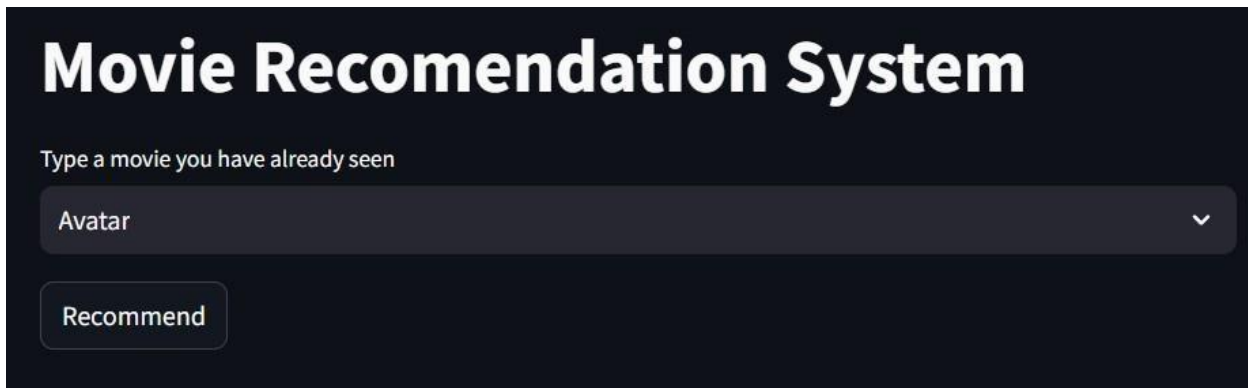 Movie Recomendation System
Type a movie you have already seen
Avatar
Recommend